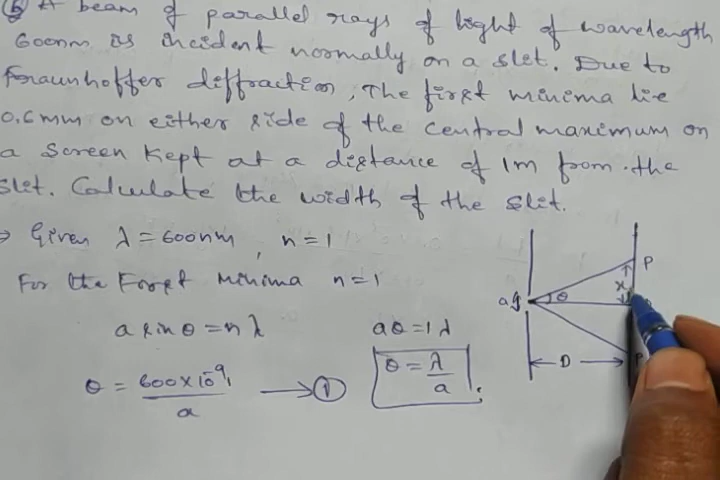 ⑥ A beam of parallel rays of light of wavelength
600nm is incident normally on a slit. Due to
Fraunhoffer diffraction, The first minima lie
0.6mm on either side of the central maximum on
a screen kept at a distance of 1m from the
slit. Calculate the width of the slit.
→ Given λ = 600nm, n = 1
For the First Minima n = 1
a sin θ = nλ aθ = 1λ
θ = 600×10⁻⁹/a → ① θ = λ/a.
P
x
a θ
D